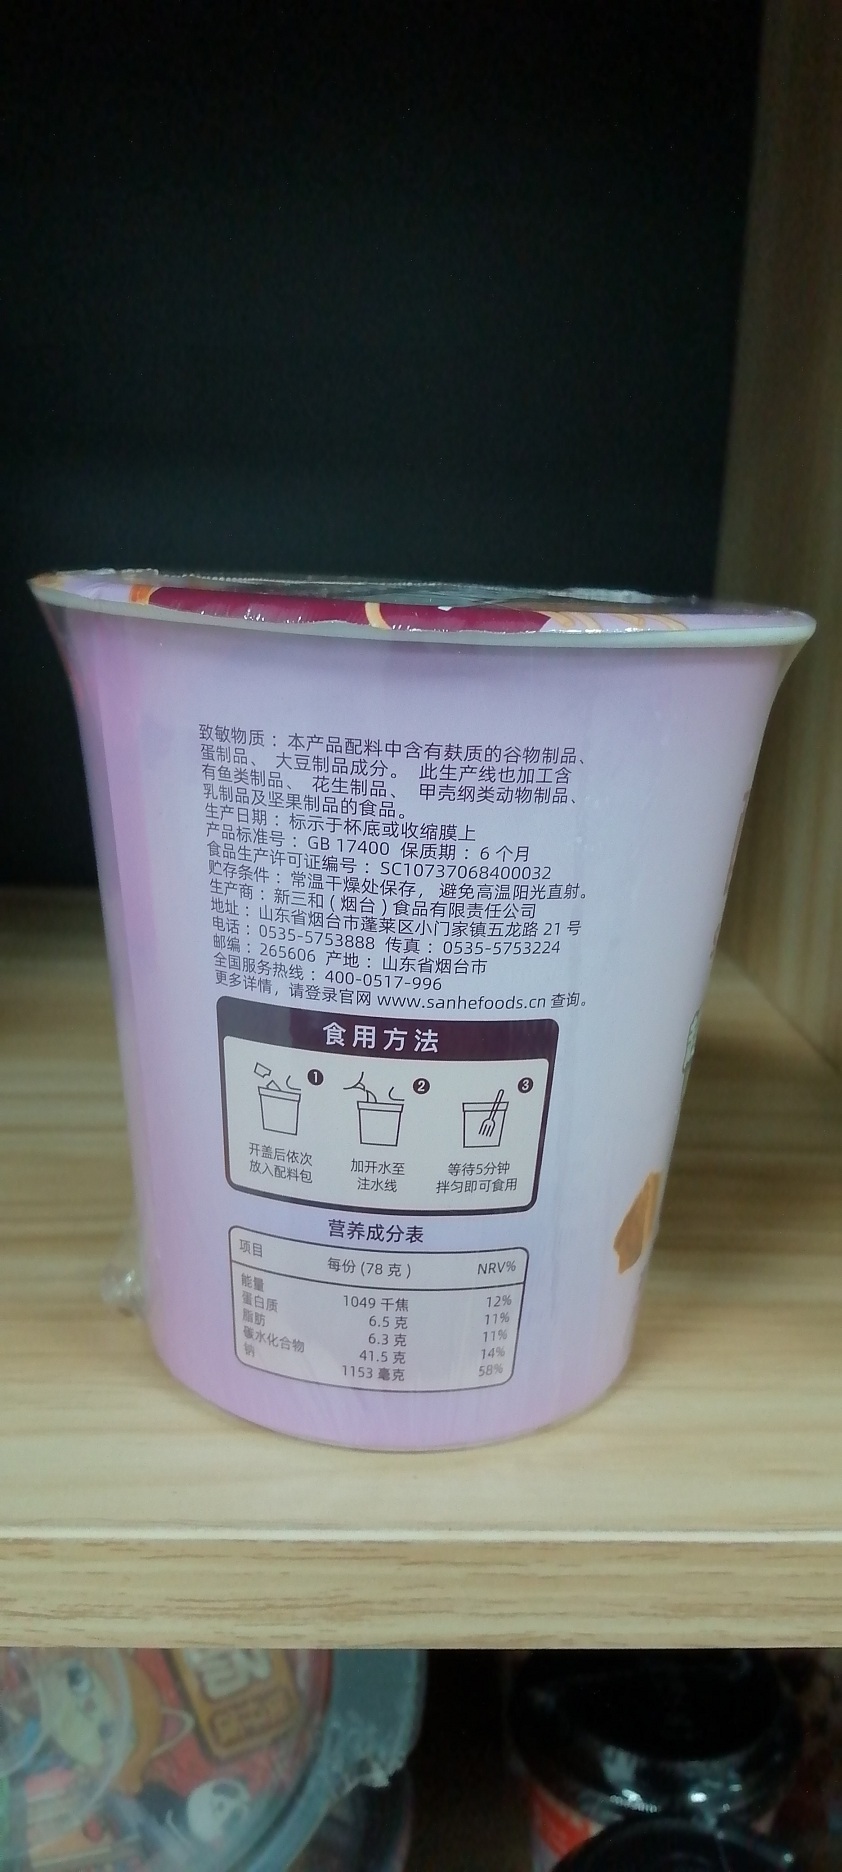 致敏物质：本产品配料中含有麸质的谷物制品、
蛋制品、 大豆制品成分。 此生产线也加工含
有鱼类制品、 花生制品、 甲壳纲类动物制品、
乳制品及坚果制品的食品。
生产日期：标示于杯底或收缩膜上
产品标准号：GB 17400 保质期：6 个月
食品生产许可证编号：SC10737068400032
贮存条件：常温干燥处保存，避免高温阳光直射。
生产商：新三和（烟台）食品有限责任公司
地址：山东省烟台市蓬莱区小门家镇五龙路 21 号
电话：0535-5753888 传真：0535-5753224
邮编：265606 产地：山东省烟台市
全国服务热线：400-0517-996
更多详情，请登录官网 www.sanhefoods.cn 查询。
食用方法
1 2 3
开盖后依次 加开水至 等待5分钟
放入配料包 注水线 拌匀即可食用
营养成分表
项目 每份 (78 克) NRV%
能量 1049 千焦 12%
蛋白质 6.5 克 11%
脂肪 6.3 克 11%
碳水化合物 41.5 克 14%
钠 1153 毫克 58%